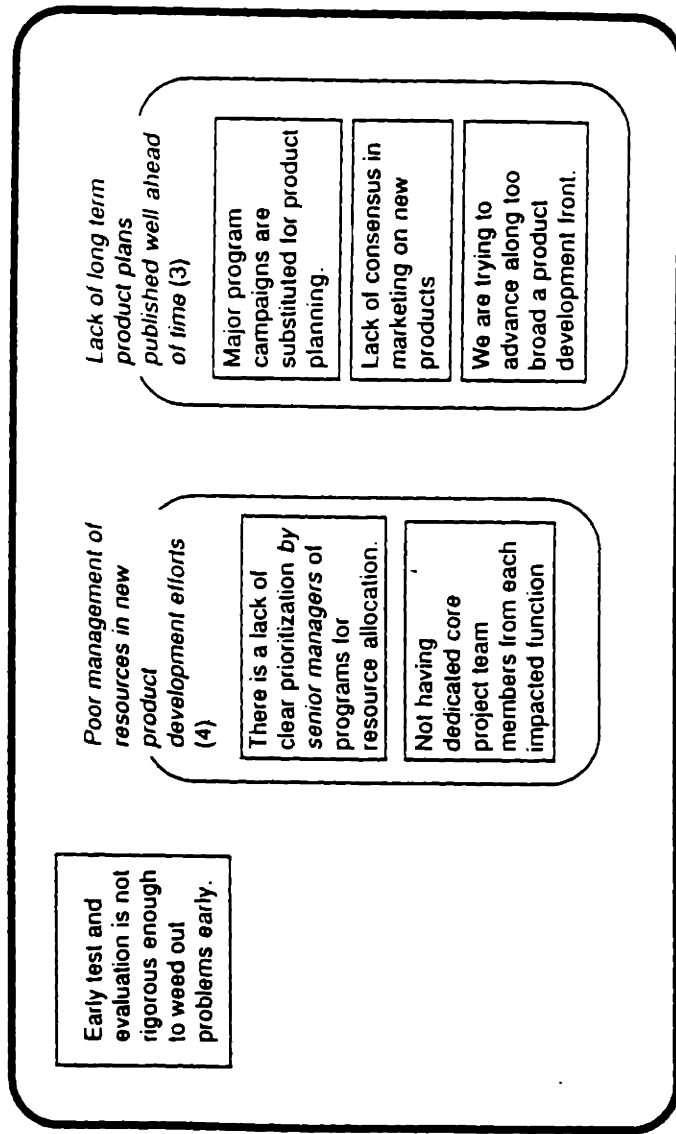 Early test and
evaluation is not
rigorous enough
to weed out
problems early.
Poor management of
resources in new
product
development efforts
(4)
There is a lack of
clear prioritization by
senior managers of
programs for
resource allocation.
Not having
dedicated core
project team
members from each
impacted function
Lack of long term
product plans
published well ahead
of time (3)
Major program
campaigns are
substituted for product
planning.
Lack of consensus in
marketing on new
products
We are trying to
advance along too
broad a product
development front.